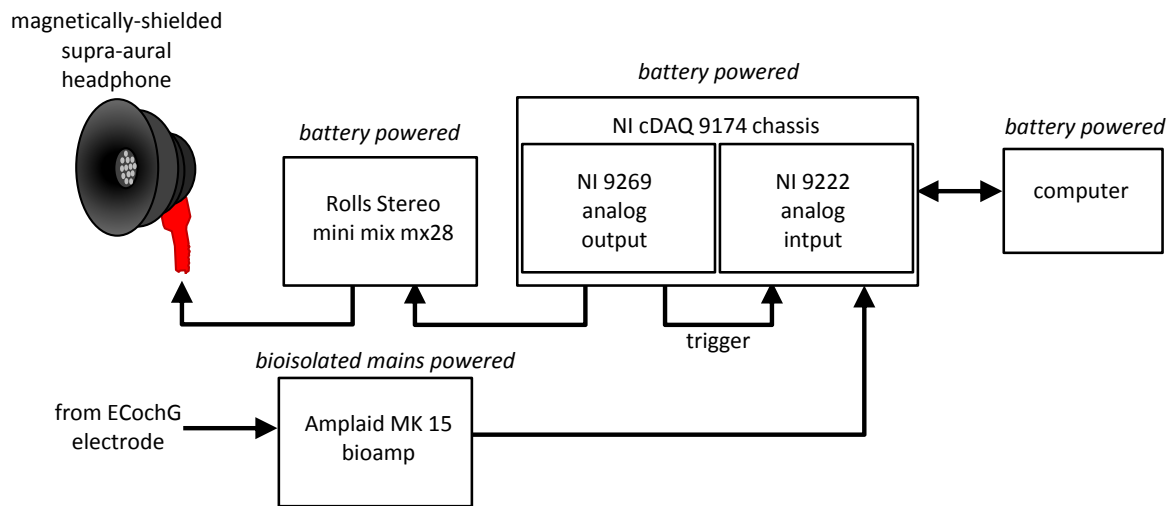 magnetically-shielded
supra-aural
headphone
battery powered
Rolls Stereo
mini mix mx28
battery powered
NI cDAQ 9174 chassis
NI 9269
analog
output
NI 9222
analog
intput
battery powered
computer
trigger
bioisolated mains powered
from ECochG
electrode
Amplaid MK 15
bioamp